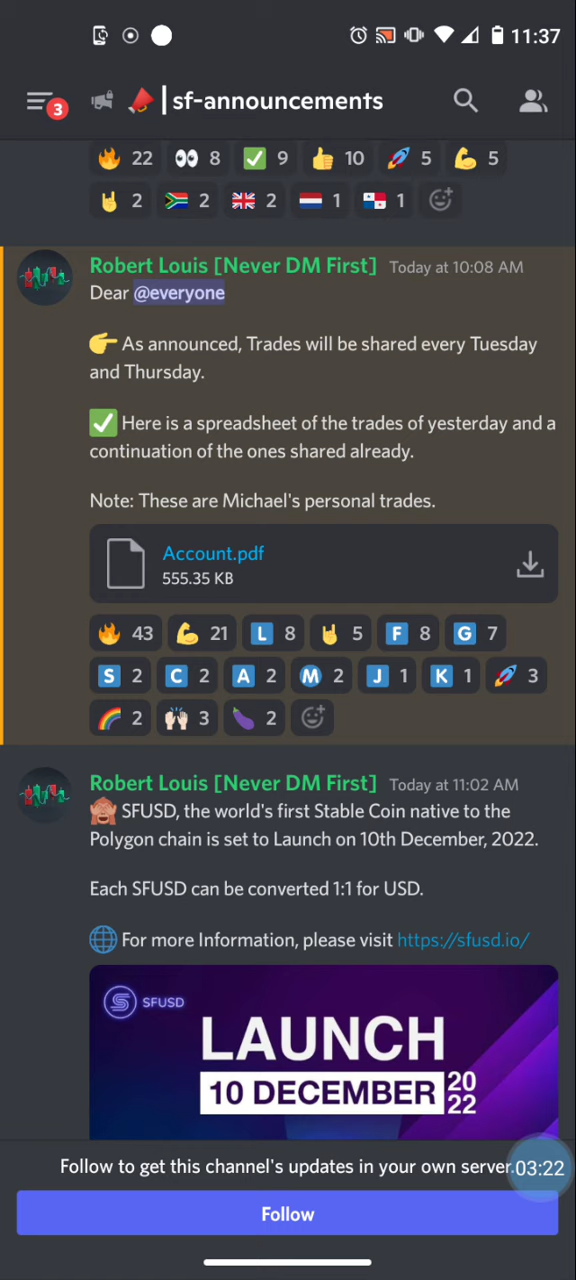 11:37
3
sf-announcements
22 8 9 10 5 5
2 2 2 1 1
Robert Louis [Never DM First] Today at 10:08 AM
Dear @everyone
👉 As announced, Trades will be shared every Tuesday
and Thursday.
✅ Here is a spreadsheet of the trades of yesterday and a
continuation of the ones shared already.
Note: These are Michael's personal trades.
Account.pdf
555.35 KB
43 21 L 8 5 F 8 G 7
S 2 C 2 A 2 M 2 J 1 K 1 3
2 3 2
Robert Louis [Never DM First] Today at 11:02 AM
🙈 SFUSD, the world's first Stable Coin native to the
Polygon chain is set to Launch on 10th December, 2022.
Each SFUSD can be converted 1:1 for USD.
🌐 For more Information, please visit https://sfusd.io/
SFUSD
LAUNCH
10 DECEMBER 2022
Follow to get this channel's updates in your own server.
03:22
Follow